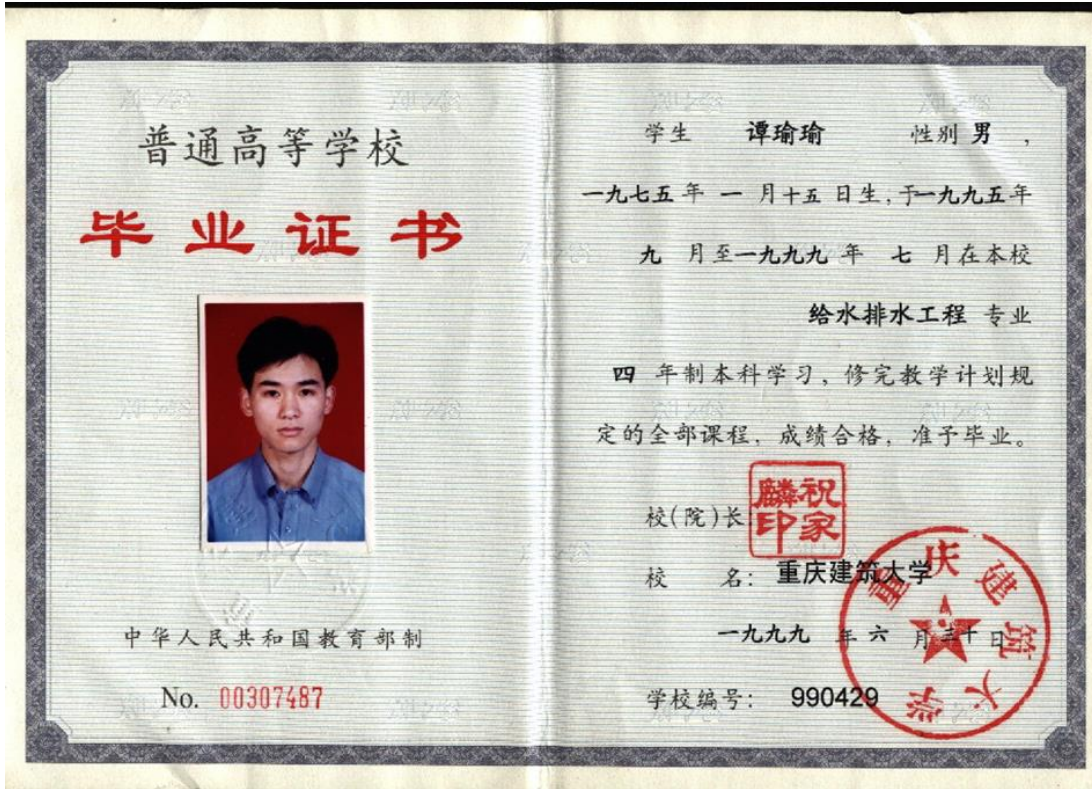 普通高等学校
毕业证书
中华人民共和国教育部制
No. 00307487
学生 谭瑜瑜 性别 男，
一九七五年 一 月十五 日生，于一九九五年
九 月至一九九九 年 七 月在本校
给水排水工程 专业
四 年制本科学习，修完教学计划规
定的全部课程，成绩合格，准予毕业。
校(院)长
祝家麟印
校 名：重庆建筑大学
一九九九 年 六 月三十日
学校编号： 990429
重庆建筑大学